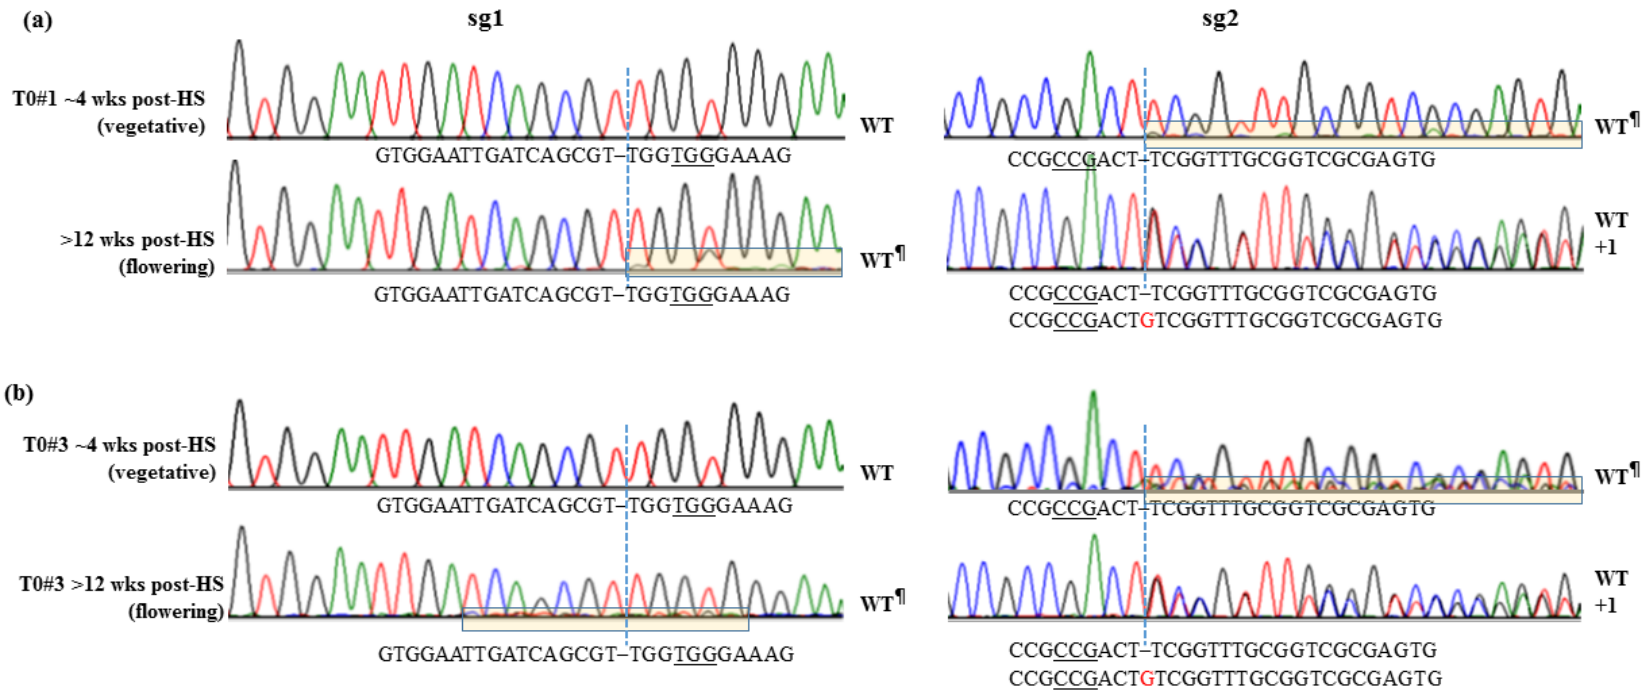 (a)
sg1
sg2
T0#1 ~4 wks post-HS
(vegetative)
WT
WT¶
GTGGAATTGATCAGCGT–TGGTGGGAAAG
CCGCCGACT–TCGGTTTGCGGTCGCGAGTG
>12 wks post-HS
(flowering)
WT¶
WT
+1
GTGGAATTGATCAGCGT–TGGTGGGAAAG
CCGCCGACT–TCGGTTTGCGGTCGCGAGTG
CCGCCGACTGTCGGTTTGCGGTCGCGAGTG
(b)
T0#3 ~4 wks post-HS
(vegetative)
WT
WT¶
GTGGAATTGATCAGCGT–TGGTGGGAAAG
CCGCCGACT–TCGGTTTGCGGTCGCGAGTG
T0#3 >12 wks post-HS
(flowering)
WT¶
WT
+1
GTGGAATTGATCAGCGT–TGGTGGGAAAG
CCGCCGACT–TCGGTTTGCGGTCGCGAGTG
CCGCCGACTGTCGGTTTGCGGTCGCGAGTG